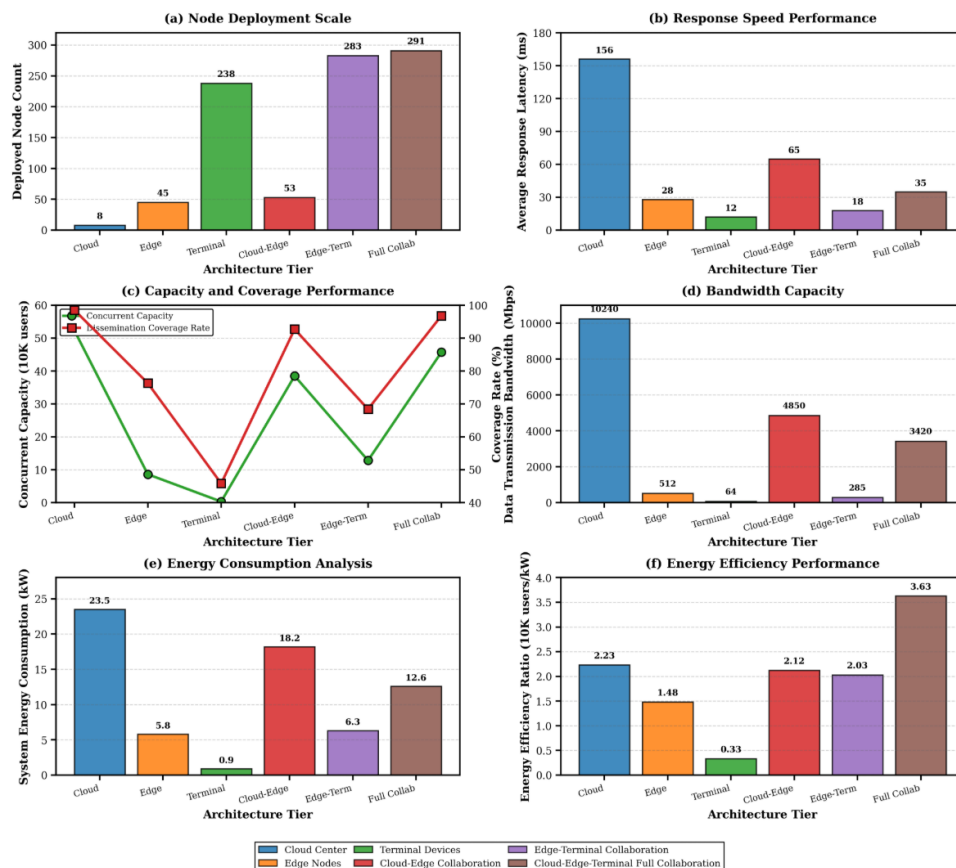 (a) Node Deployment Scale
Deployed Node Count
300
250
200
150
100
50
0
8
45
238
53
283
291
Cloud
Edge
Terminal
Cloud-Edge
Edge-Term
Full Collab
Architecture Tier
(b) Response Speed Performance
Average Response Latency (ms)
180
150
120
90
60
30
0
156
28
12
65
18
35
Cloud
Edge
Terminal
Cloud-Edge
Edge-Term
Full Collab
Architecture Tier
(c) Capacity and Coverage Performance
Concurrent Capacity (10K users)
60
50
40
30
20
10
0
Concurrent Capacity
Dissemination Coverage Rate
100
90
80
70
60
50
40
Coverage Rate (%)
Cloud
Edge
Terminal
Cloud-Edge
Edge-Term
Full Collab
Architecture Tier
(d) Bandwidth Capacity
Data Transmission Bandwidth (Mbps)
10000
8000
6000
4000
2000
0
10240
512
64
4850
285
3420
Cloud
Edge
Terminal
Cloud-Edge
Edge-Term
Full Collab
Architecture Tier
(e) Energy Consumption Analysis
System Energy Consumption (kW)
25
20
15
10
5
0
23.5
5.8
0.9
18.2
6.3
12.6
Cloud
Edge
Terminal
Cloud-Edge
Edge-Term
Full Collab
Architecture Tier
(f) Energy Efficiency Performance
Energy Efficiency Ratio (10K users/kW)
4.0
3.5
3.0
2.5
2.0
1.5
1.0
0.5
0.0
2.23
1.48
0.33
2.12
2.03
3.63
Cloud
Edge
Terminal
Cloud-Edge
Edge-Term
Full Collab
Architecture Tier
Cloud Center
Edge Nodes
Terminal Devices
Cloud-Edge Collaboration
Edge-Terminal Collaboration
Cloud-Edge-Terminal Full Collaboration